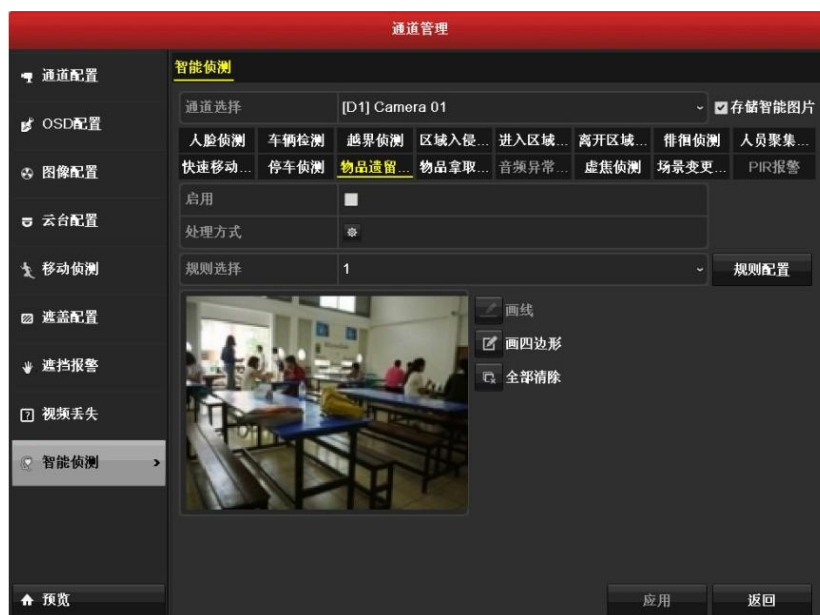 通道管理
通道配置
OSD配置
图像配置
云台配置
移动侦测
遮盖配置
遮挡报警
视频丢失
智能侦测
预览
智能侦测
通道选择 [D1] Camera 01 存储智能图片
人脸侦测 车辆检测 越界侦测 区域入侵... 进入区域... 离开区域... 徘徊侦测 人员聚集...
快速移动... 停车侦测 物品遗留... 物品拿取... 音频异常... 虚焦侦测 场景变更... PIR报警
启用
处理方式
规则选择 1 规则配置
画线
画四边形
全部清除
应用 返回